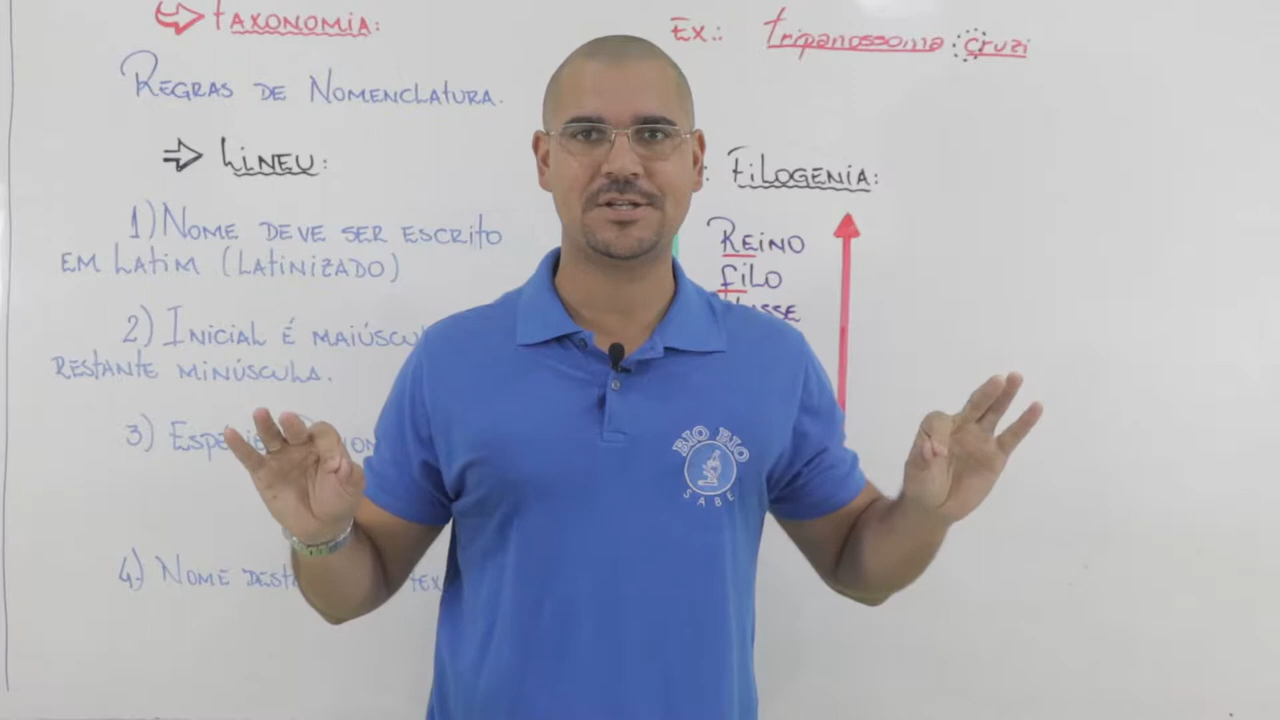 TAXONOMIA:
Ex.: Tripanossoma cruzi
REGRAS DE NOMENCLATURA.
LINEU:
FILOGENIA:
1) NOME DEVE SER ESCRITO
EM LATIM (LATINIZADO)
REINO
FILO
2) INICIAL É
RESTANTE MINÚSCULA.
3)
4) NOME
BIO BIO
SABE